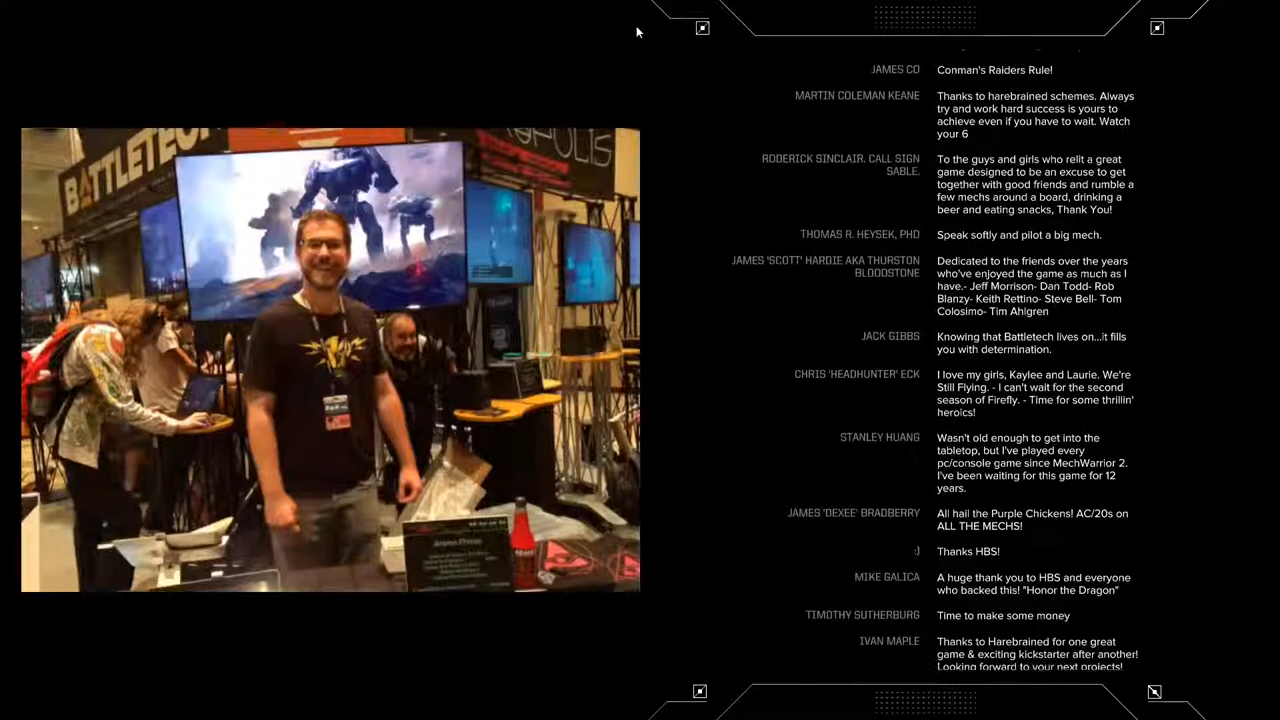 BATTLETECH
JAMES CO
Conman's Raiders Rule!
MARTIN COLEMAN KEANE
Thanks to harebrained schemes. Always
try and work hard success is yours to
achieve even if you have to wait. Watch
your 6
RODERICK SINCLAIR. CALL SIGN
SABLE.
To the guys and girls who relit a great
game designed to be an excuse to get
together with good friends and rumble a
few mechs around a board, drinking a
beer and eating snacks, Thank You!
THOMAS R. HEYSEK, PHD
Speak softly and pilot a big mech.
JAMES 'SCOTT' HARDIE AKA THURSTON
BLOODSTONE
Dedicated to the friends over the years
who've enjoyed the game as much as I
have.- Jeff Morrison- Dan Todd- Rob
Blanzy- Keith Rettino- Steve Bell- Tom
Colosimo- Tim Ahlgren
JACK GIBBS
Knowing that Battletech lives on...it fills
you with determination.
CHRIS 'HEADHUNTER' ECK
I love my girls, Kaylee and Laurie. We're
Still Flying. - I can't wait for the second
season of Firefly. - Time for some thrillin'
heroics!
STANLEY HUANG
Wasn't old enough to get into the
tabletop, but I've played every
pc/console game since MechWarrior 2.
I've been waiting for this game for 12
years.
JAMES 'DEXEE' BRADBERRY
All hail the Purple Chickens! AC/20s on
ALL THE MECHS!
:)
Thanks HBS!
MIKE GALICA
A huge thank you to HBS and everyone
who backed this! "Honor the Dragon"
TIMOTHY SUTHERBURG
Time to make some money
IVAN MAPLE
Thanks to Harebrained for one great
game & exciting kickstarter after another!
Looking forward to your next projects!